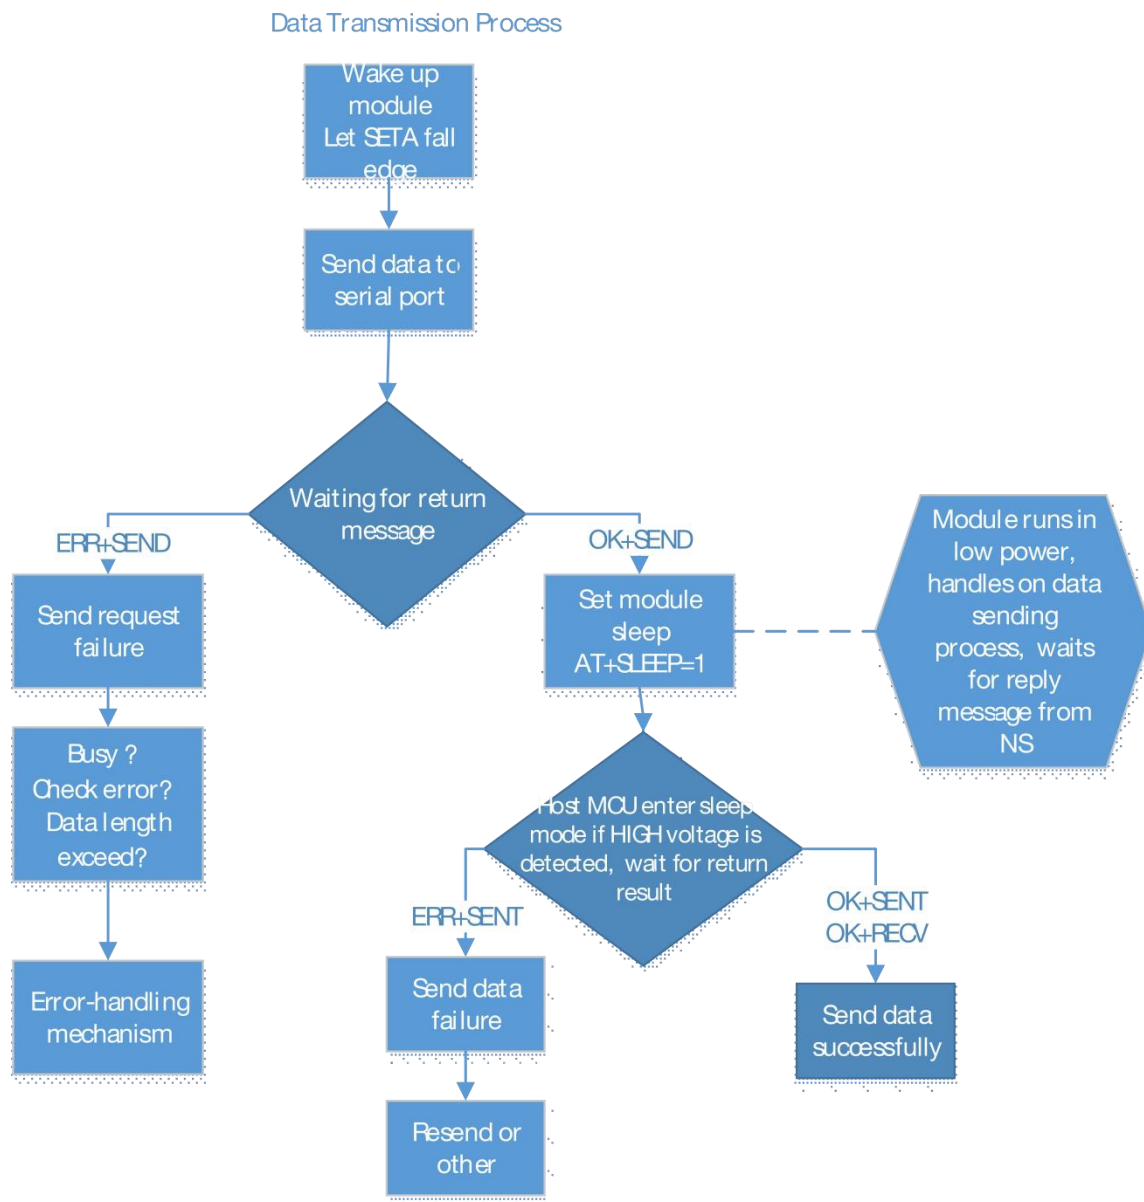 Data Transmission Process
Wake up
module
Let SETA fall
edge
Send data to
serial port
Waiting for return
message
ERR+SEND
OK+SEND
Send request
failure
Set module
sleep
AT+SLEEP=1
Module runs in
low power,
handles on data
sending
process, waits
for reply
message from
NS
Busy ?
Check error?
Data length
exceed?
Host MCU enter sleep
mode if HIGH voltage is
detected, wait for return
result
ERR+SENT
OK+SENT
OK+RECV
Error-handling
mechanism
Send data
failure
Send data
successfully
Resend or
other